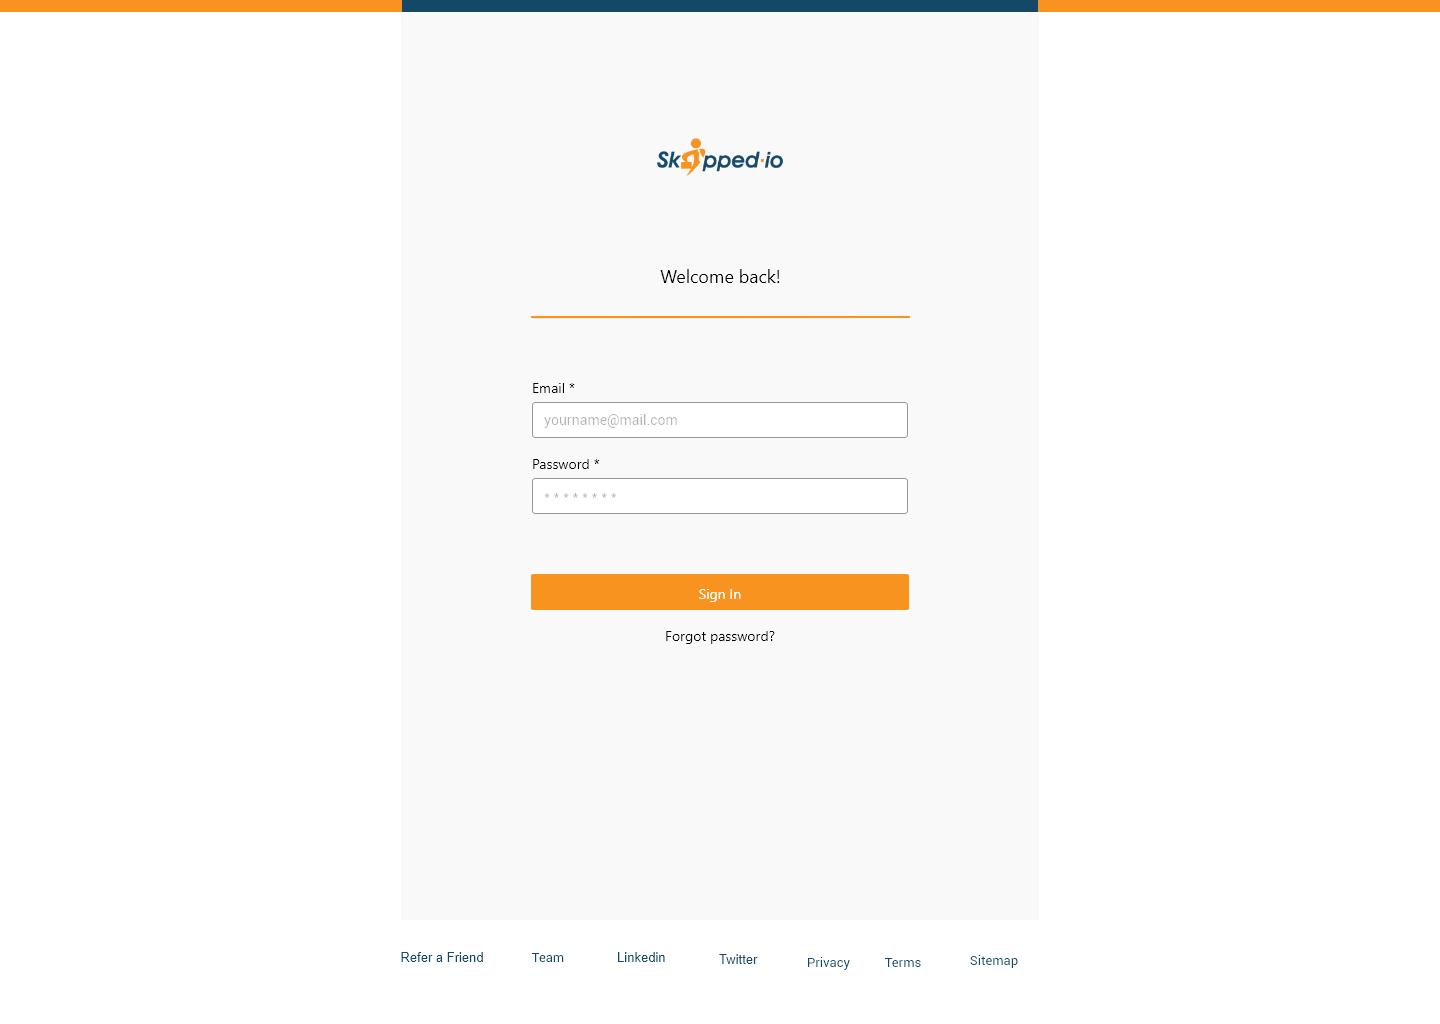 Skipped·io
Welcome back!
Email *
yourname@mail.com
Password *
* * * * * * * *
Sign In
Forgot password?
Refer a Friend Team Linkedin Twitter Privacy Terms Sitemap